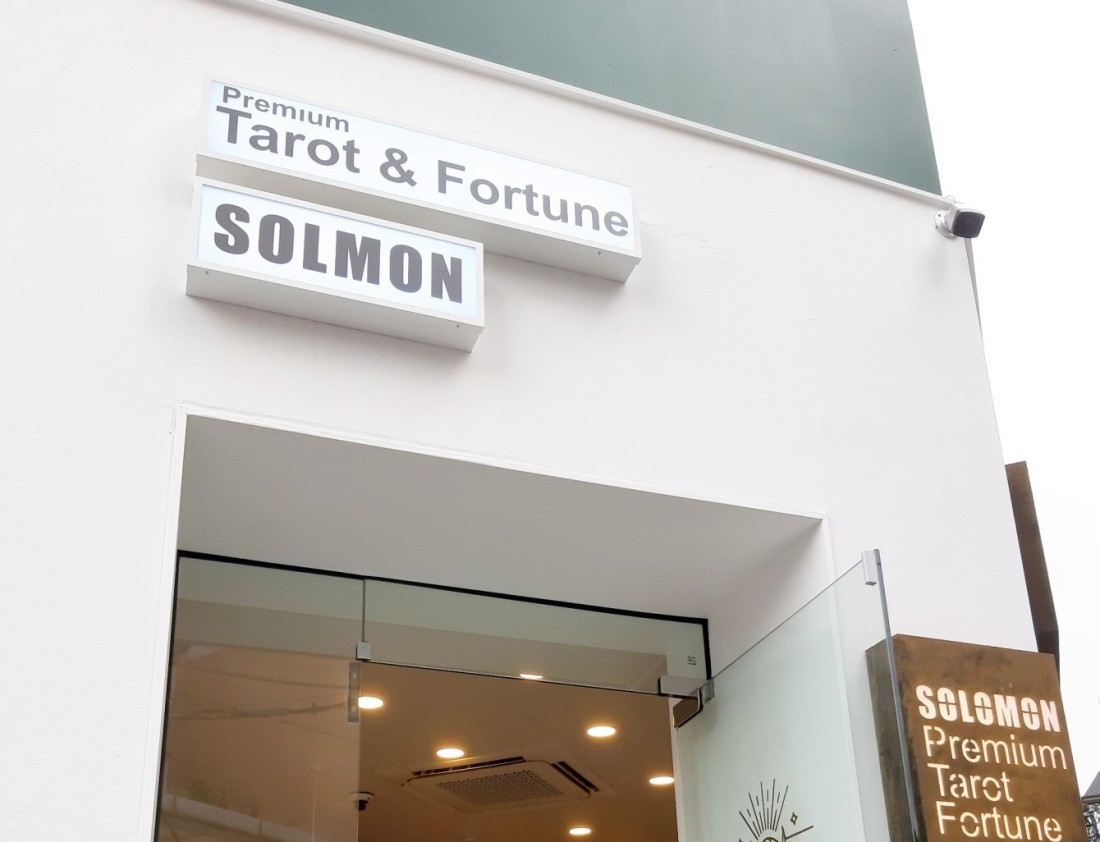 Premium
Tarot & Fortune
SOLMON
SOLOMON
Premium
Tarot
Fortune